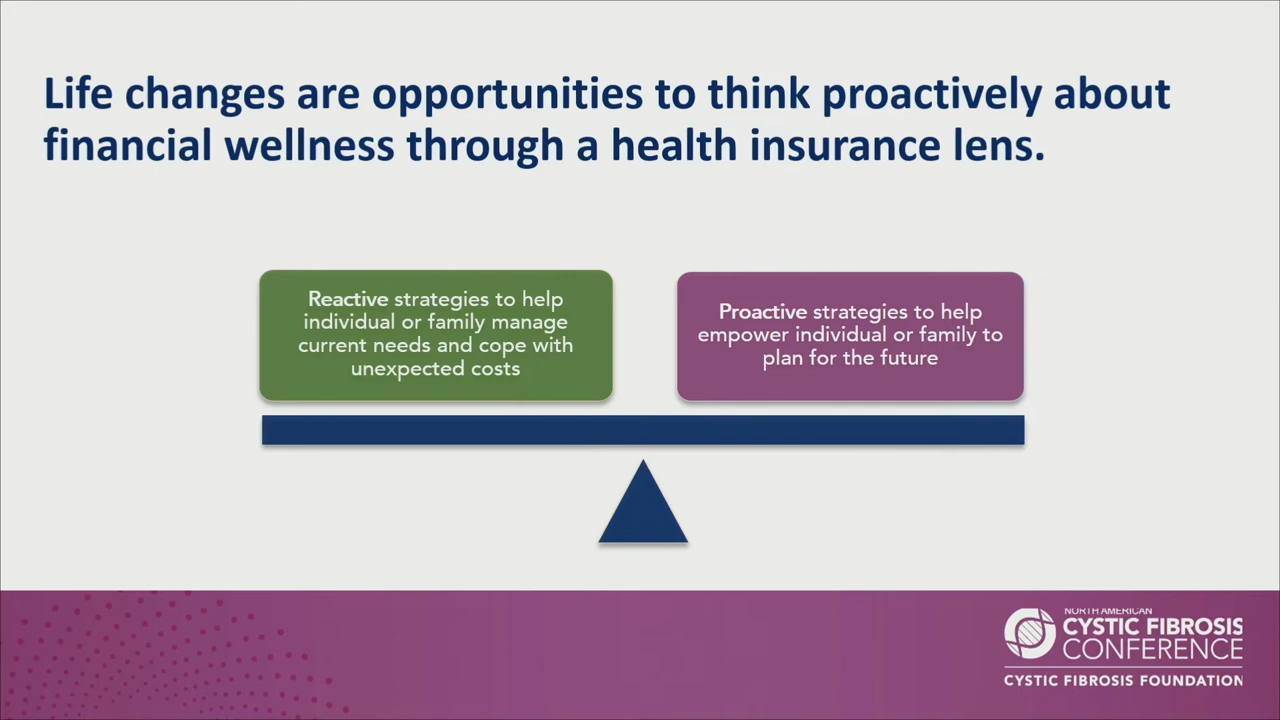 Life changes are opportunities to think proactively about
financial wellness through a health insurance lens.
Reactive strategies to help
individual or family manage
current needs and cope with
unexpected costs
Proactive strategies to help
empower individual or family to
plan for the future
NORTH AMERICAN
CYSTIC FIBROSIS
CONFERENCE
CYSTIC FIBROSIS FOUNDATION